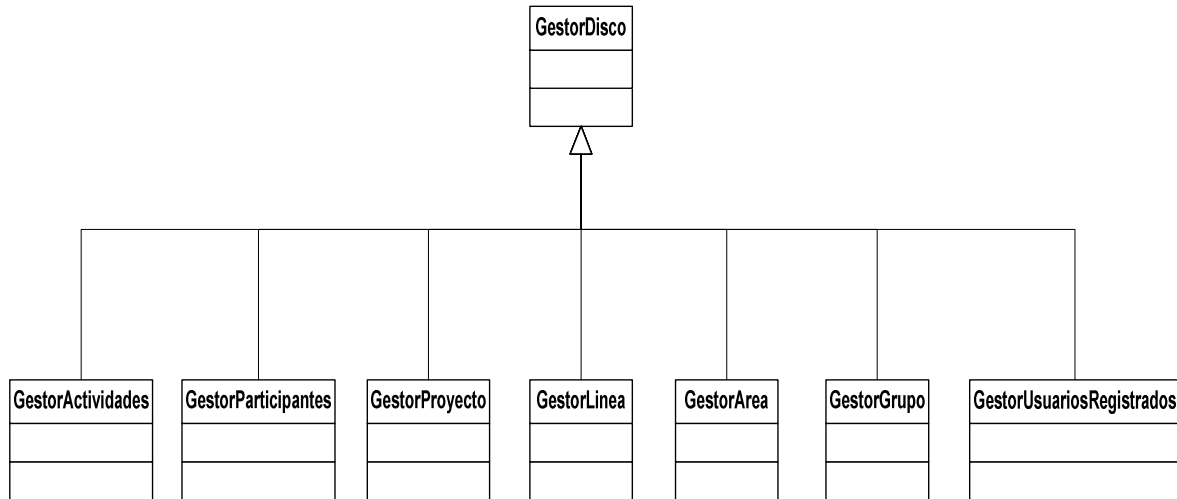 GestorDisco
GestorActividades
GestorParticipantes
GestorProyecto
GestorLinea
GestorArea
GestorGrupo
GestorUsuariosRegistrados